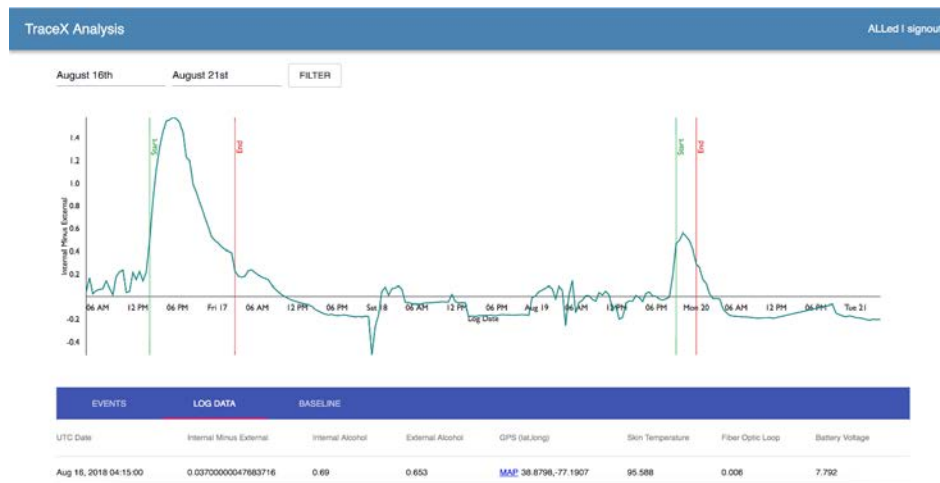 TraceX Analysis
ALLed | signout
August 16th August 21st FILTER
1.4
1.2
1.0
0.8
0.6
0.4
0.2
-0.2
-0.4
Internal Minus External
Start
End
Start
End
06 AM 12 PM 06 PM Fri 17 06 AM 12 PM 06 PM Sat 18 06 AM 12 PM 06 PM Aug 19 06 AM 12 PM 06 PM Mon 20 06 AM 12 PM 06 PM Tue 21
Log Date
EVENTS LOG DATA BASELINE
UTC Date Internal Minus External Internal Alcohol External Alcohol GPS (lat,long) Skin Temperature Fiber Optic Loop Battery Voltage
Aug 16, 2018 04:15:00 0.03700000047683716 0.69 0.653 MAP 38.8798,-77.1907 95.588 0.006 7.792